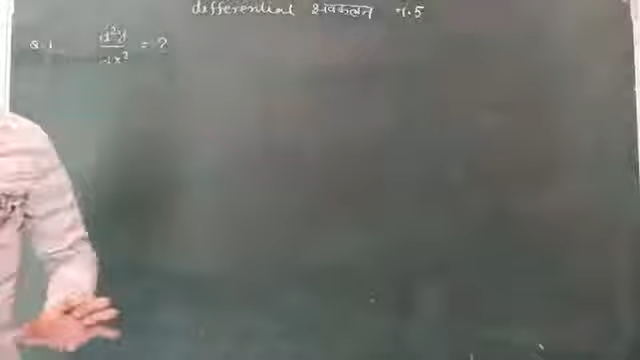 differential अवकलन 7.5
Q.1 d²y/dx² = ?